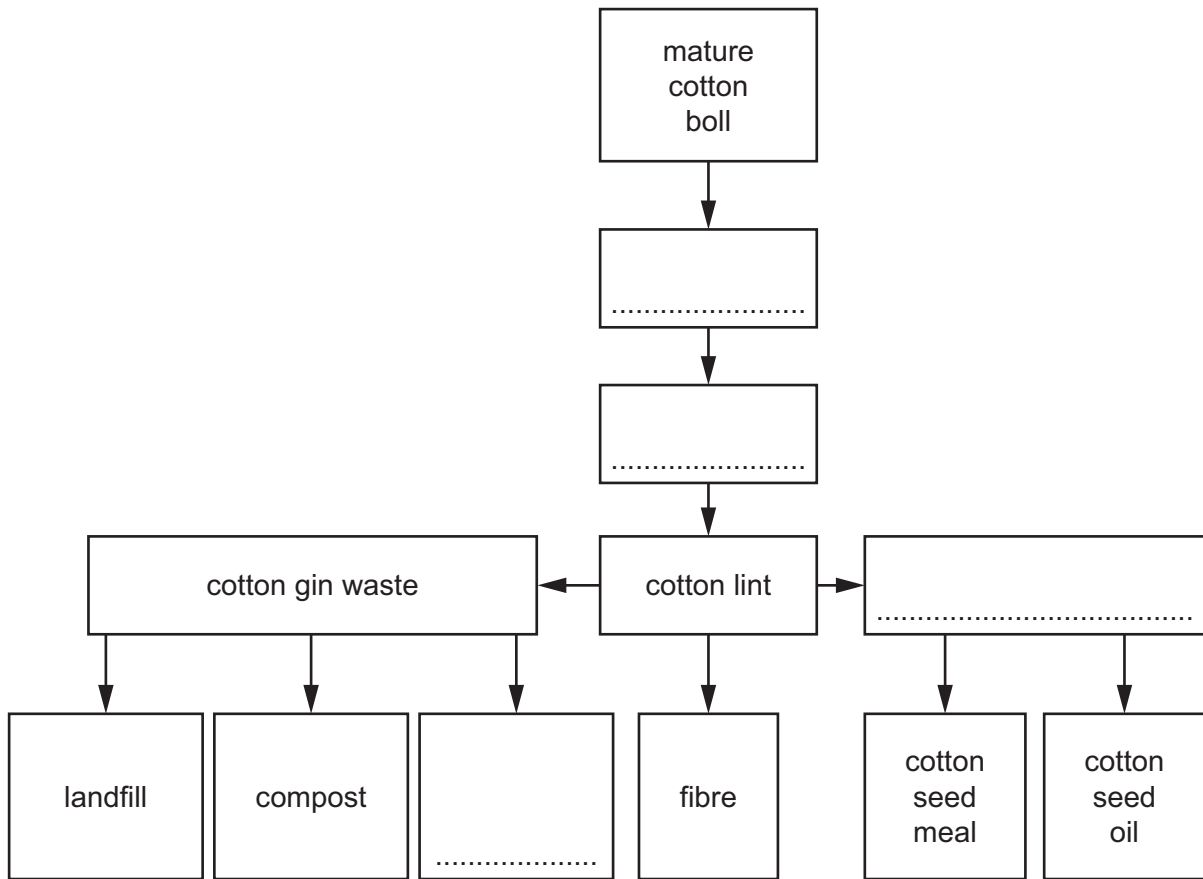 mature
cotton
boll
........................
........................
cotton gin waste
cotton lint
.......................................
landfill
compost
....................
fibre
cotton
seed
meal
cotton
seed
oil